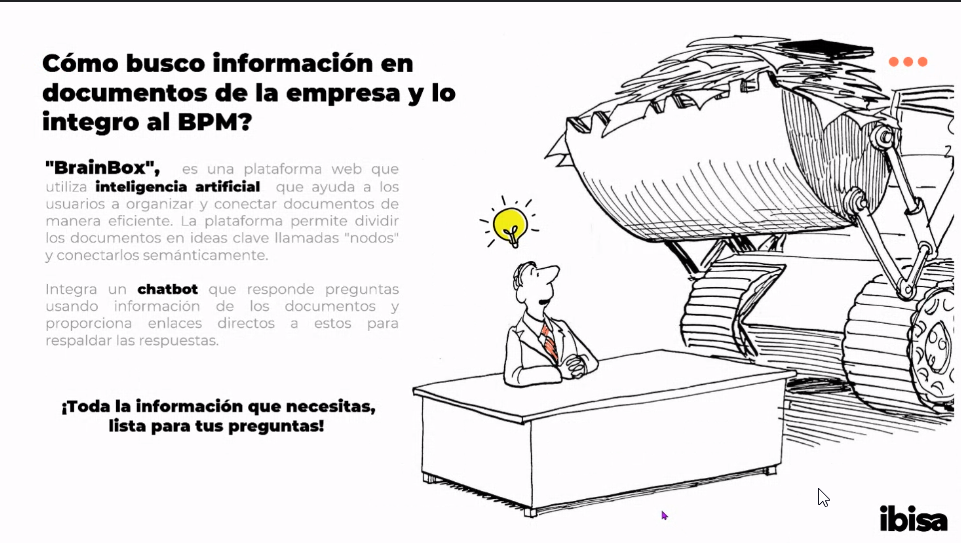 Cómo busco información en
documentos de la empresa y lo
integro al BPM?
"BrainBox", es una plataforma web que
utiliza inteligencia artificial que ayuda a los
usuarios a organizar y conectar documentos de
manera eficiente. La plataforma permite dividir
los documentos en ideas clave llamadas "nodos"
y conectarlos semánticamente.
Integra un chatbot que responde preguntas
usando información de los documentos y
proporciona enlaces directos a estos para
respaldar las respuestas.
¡Toda la información que necesitas,
lista para tus preguntas!
ibisa